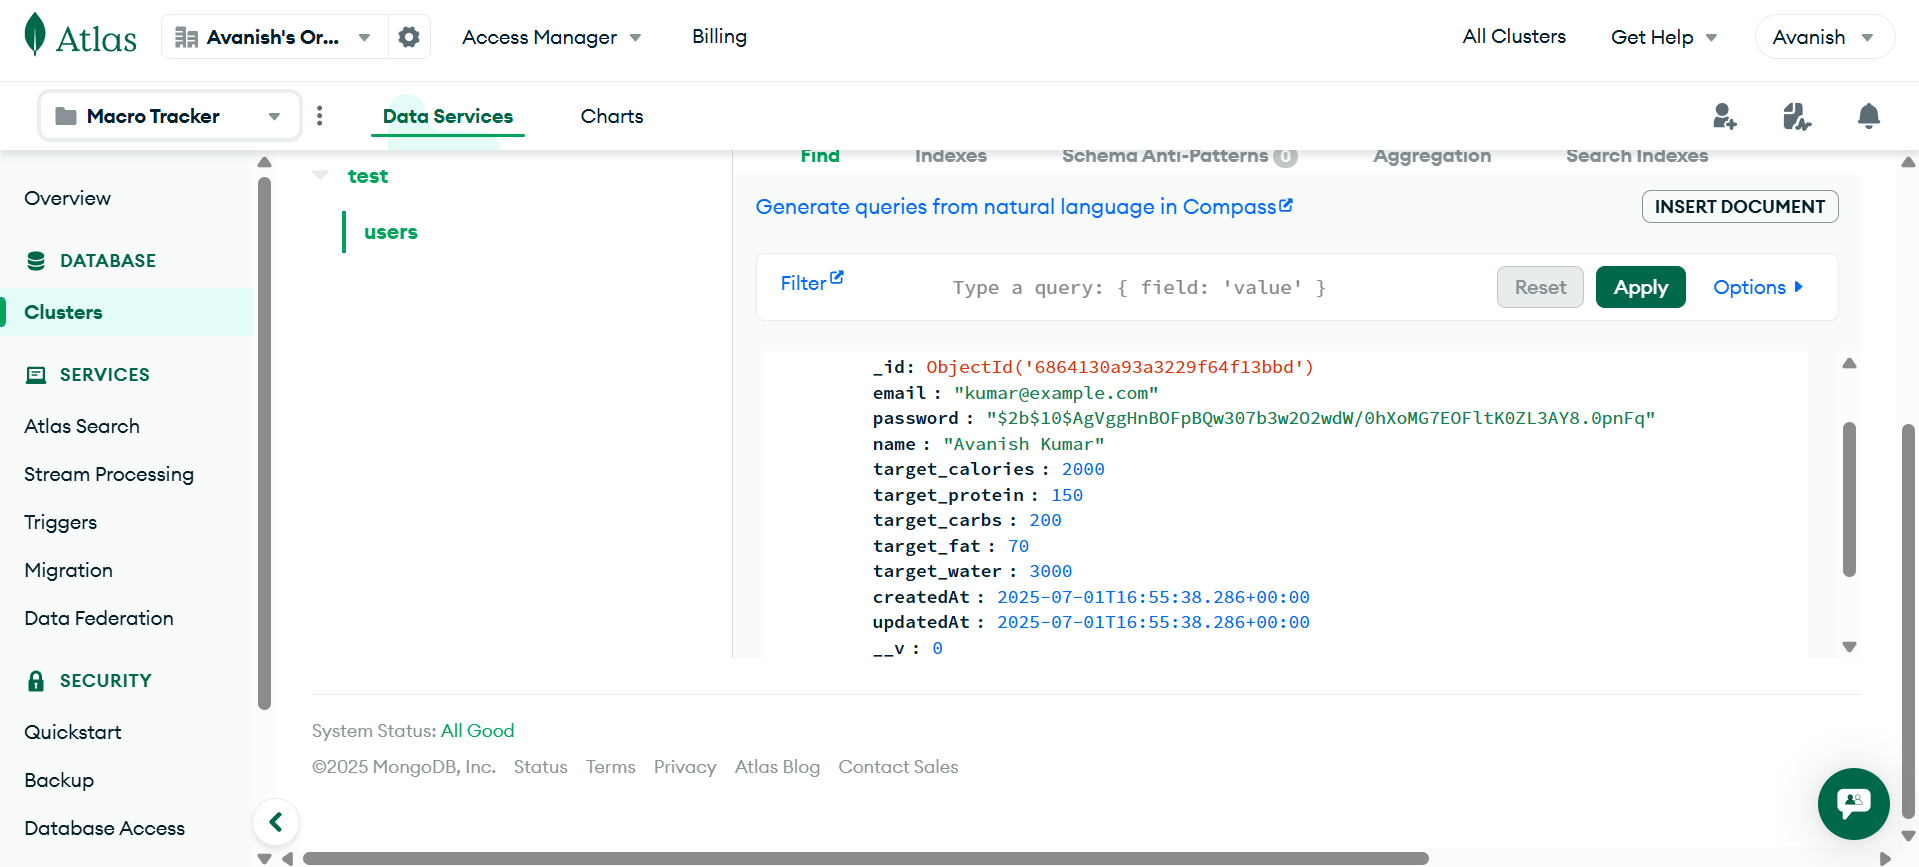 Atlas
Avanish's Or...
Access Manager
Billing
All Clusters
Get Help
Avanish
Macro Tracker
Data Services
Charts
Overview
DATABASE
Clusters
SERVICES
Atlas Search
Stream Processing
Triggers
Migration
Data Federation
SECURITY
Quickstart
Backup
Database Access
test
users
Find
Indexes
Schema Anti-Patterns 0
Aggregation
Search Indexes
Generate queries from natural language in Compass
INSERT DOCUMENT
Filter
Type a query: { field: 'value' }
Reset
Apply
Options
_id: ObjectId('6864130a93a3229f64f13bbd')
email : "kumar@example.com"
password : "$2b$10$AgVggHnBOFpBQw307b3w2O2wdW/0hXoMG7EOFltK0ZL3AY8.0pnFq"
name : "Avanish Kumar"
target_calories : 2000
target_protein : 150
target_carbs : 200
target_fat : 70
target_water : 3000
createdAt : 2025-07-01T16:55:38.286+00:00
updatedAt : 2025-07-01T16:55:38.286+00:00
__v : 0
System Status: All Good
©2025 MongoDB, Inc. Status Terms Privacy Atlas Blog Contact Sales